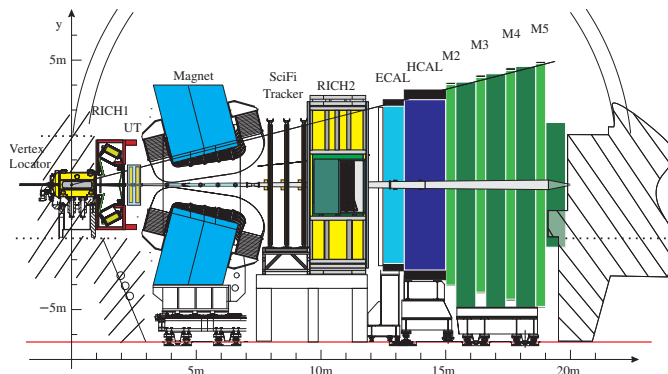 y
5m
Magnet
SciFi
Tracker
RICH2
ECAL
HCAL
M2
M3
M4
M5
RICH1
UT
Vertex
Locator
-5m
5m
10m
15m
20m